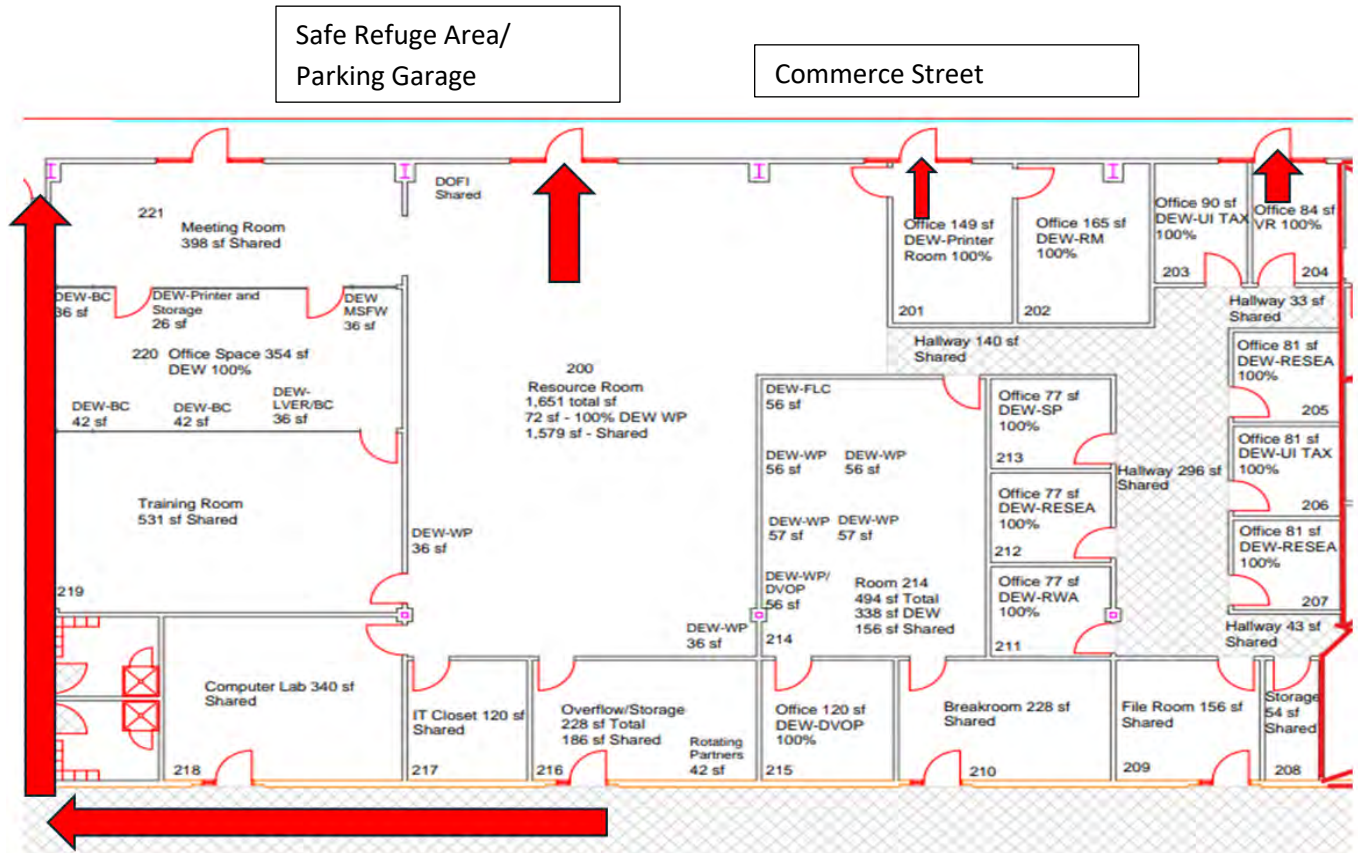 Safe Refuge Area/
Parking Garage
Commerce Street
221
Meeting Room
398 sf Shared
DOFI
Shared
Office 149 sf
DEW-Printer
Room 100%
201
Office 165 sf
DEW-RM
100%
202
Office 90 sf
DEW-UI TAX
100%
203
Office 84 sf
VR 100%
204
DEW-BC
36 sf
DEW-Printer and
Storage
26 sf
DEW
MSFW
36 sf
220 Office Space 354 sf
DEW 100%
DEW-BC
42 sf
DEW-BC
42 sf
DEW-
LVER/BC
36 sf
200
Resource Room
1,651 total sf
72 sf - 100% DEW WP
1,579 sf - Shared
Hallway 140 sf
Shared
Hallway 33 sf
Shared
Office 81 sf
DEW-RESEA
100%
205
DEW-FLC
56 sf
Office 77 sf
DEW-SP
100%
213
DEW-WP
56 sf
DEW-WP
56 sf
Hallway 296 sf
Shared
Office 81 sf
DEW-UI TAX
100%
206
Training Room
531 sf Shared
219
DEW-WP
36 sf
DEW-WP
57 sf
DEW-WP
57 sf
Office 77 sf
DEW-RESEA
100%
212
Office 81 sf
DEW-RESEA
100%
207
DEW-WP/
DVOP
56 sf
Room 214
494 sf Total
338 sf DEW
156 sf Shared
214
Office 77 sf
DEW-RWA
100%
211
DEW-WP
36 sf
Hallway 43 sf
Shared
Computer Lab 340 sf
Shared
218
IT Closet 120 sf
Shared
217
Overflow/Storage
228 sf Total
186 sf Shared
Rotating
Partners
42 sf
216
Office 120 sf
DEW-DVOP
100%
215
Breakroom 228 sf
Shared
210
File Room 156 sf
Shared
209
Storage
54 sf
Shared
208